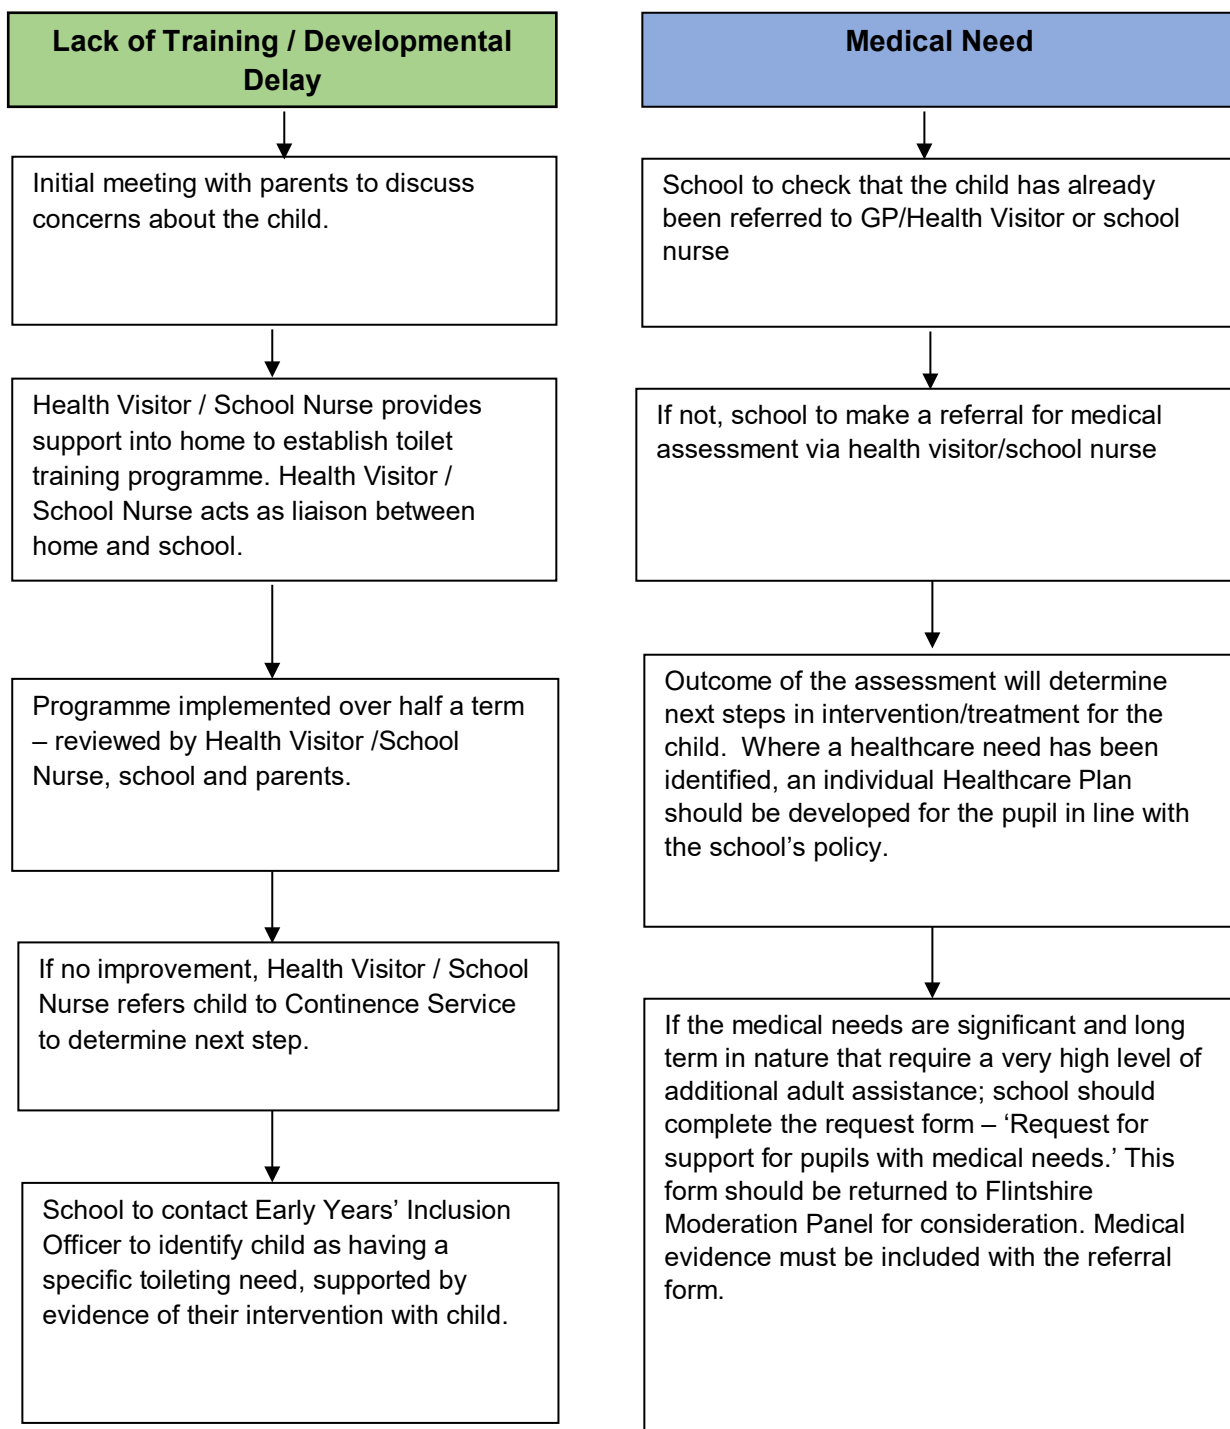 Lack of Training / Developmental
Delay
Initial meeting with parents to discuss
concerns about the child.
Health Visitor / School Nurse provides
support into home to establish toilet
training programme. Health Visitor /
School Nurse acts as liaison between
home and school.
Programme implemented over half a term
– reviewed by Health Visitor /School
Nurse, school and parents.
If no improvement, Health Visitor / School
Nurse refers child to Continence Service
to determine next step.
School to contact Early Years’ Inclusion
Officer to identify child as having a
specific toileting need, supported by
evidence of their intervention with child.
Medical Need
School to check that the child has already
been referred to GP/Health Visitor or school
nurse
If not, school to make a referral for medical
assessment via health visitor/school nurse
Outcome of the assessment will determine
next steps in intervention/treatment for the
child.  Where a healthcare need has been
identified, an individual Healthcare Plan
should be developed for the pupil in line with
the school’s policy.
If the medical needs are significant and long
term in nature that require a very high level of
additional adult assistance; school should
complete the request form – ‘Request for
support for pupils with medical needs.’ This
form should be returned to Flintshire
Moderation Panel for consideration. Medical
evidence must be included with the referral
form.